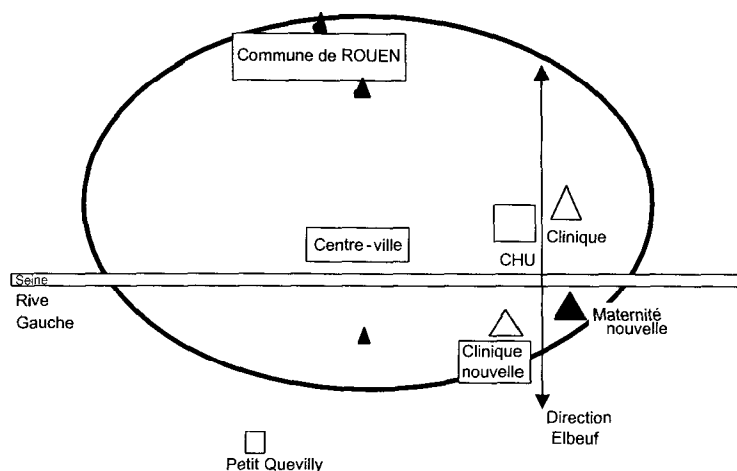 Commune de ROUEN
Centre-ville
Clinique
CHU
Seine
Rive
Gauche
Maternité
nouvelle
Clinique
nouvelle
Direction
Elbeuf
Petit Quevilly